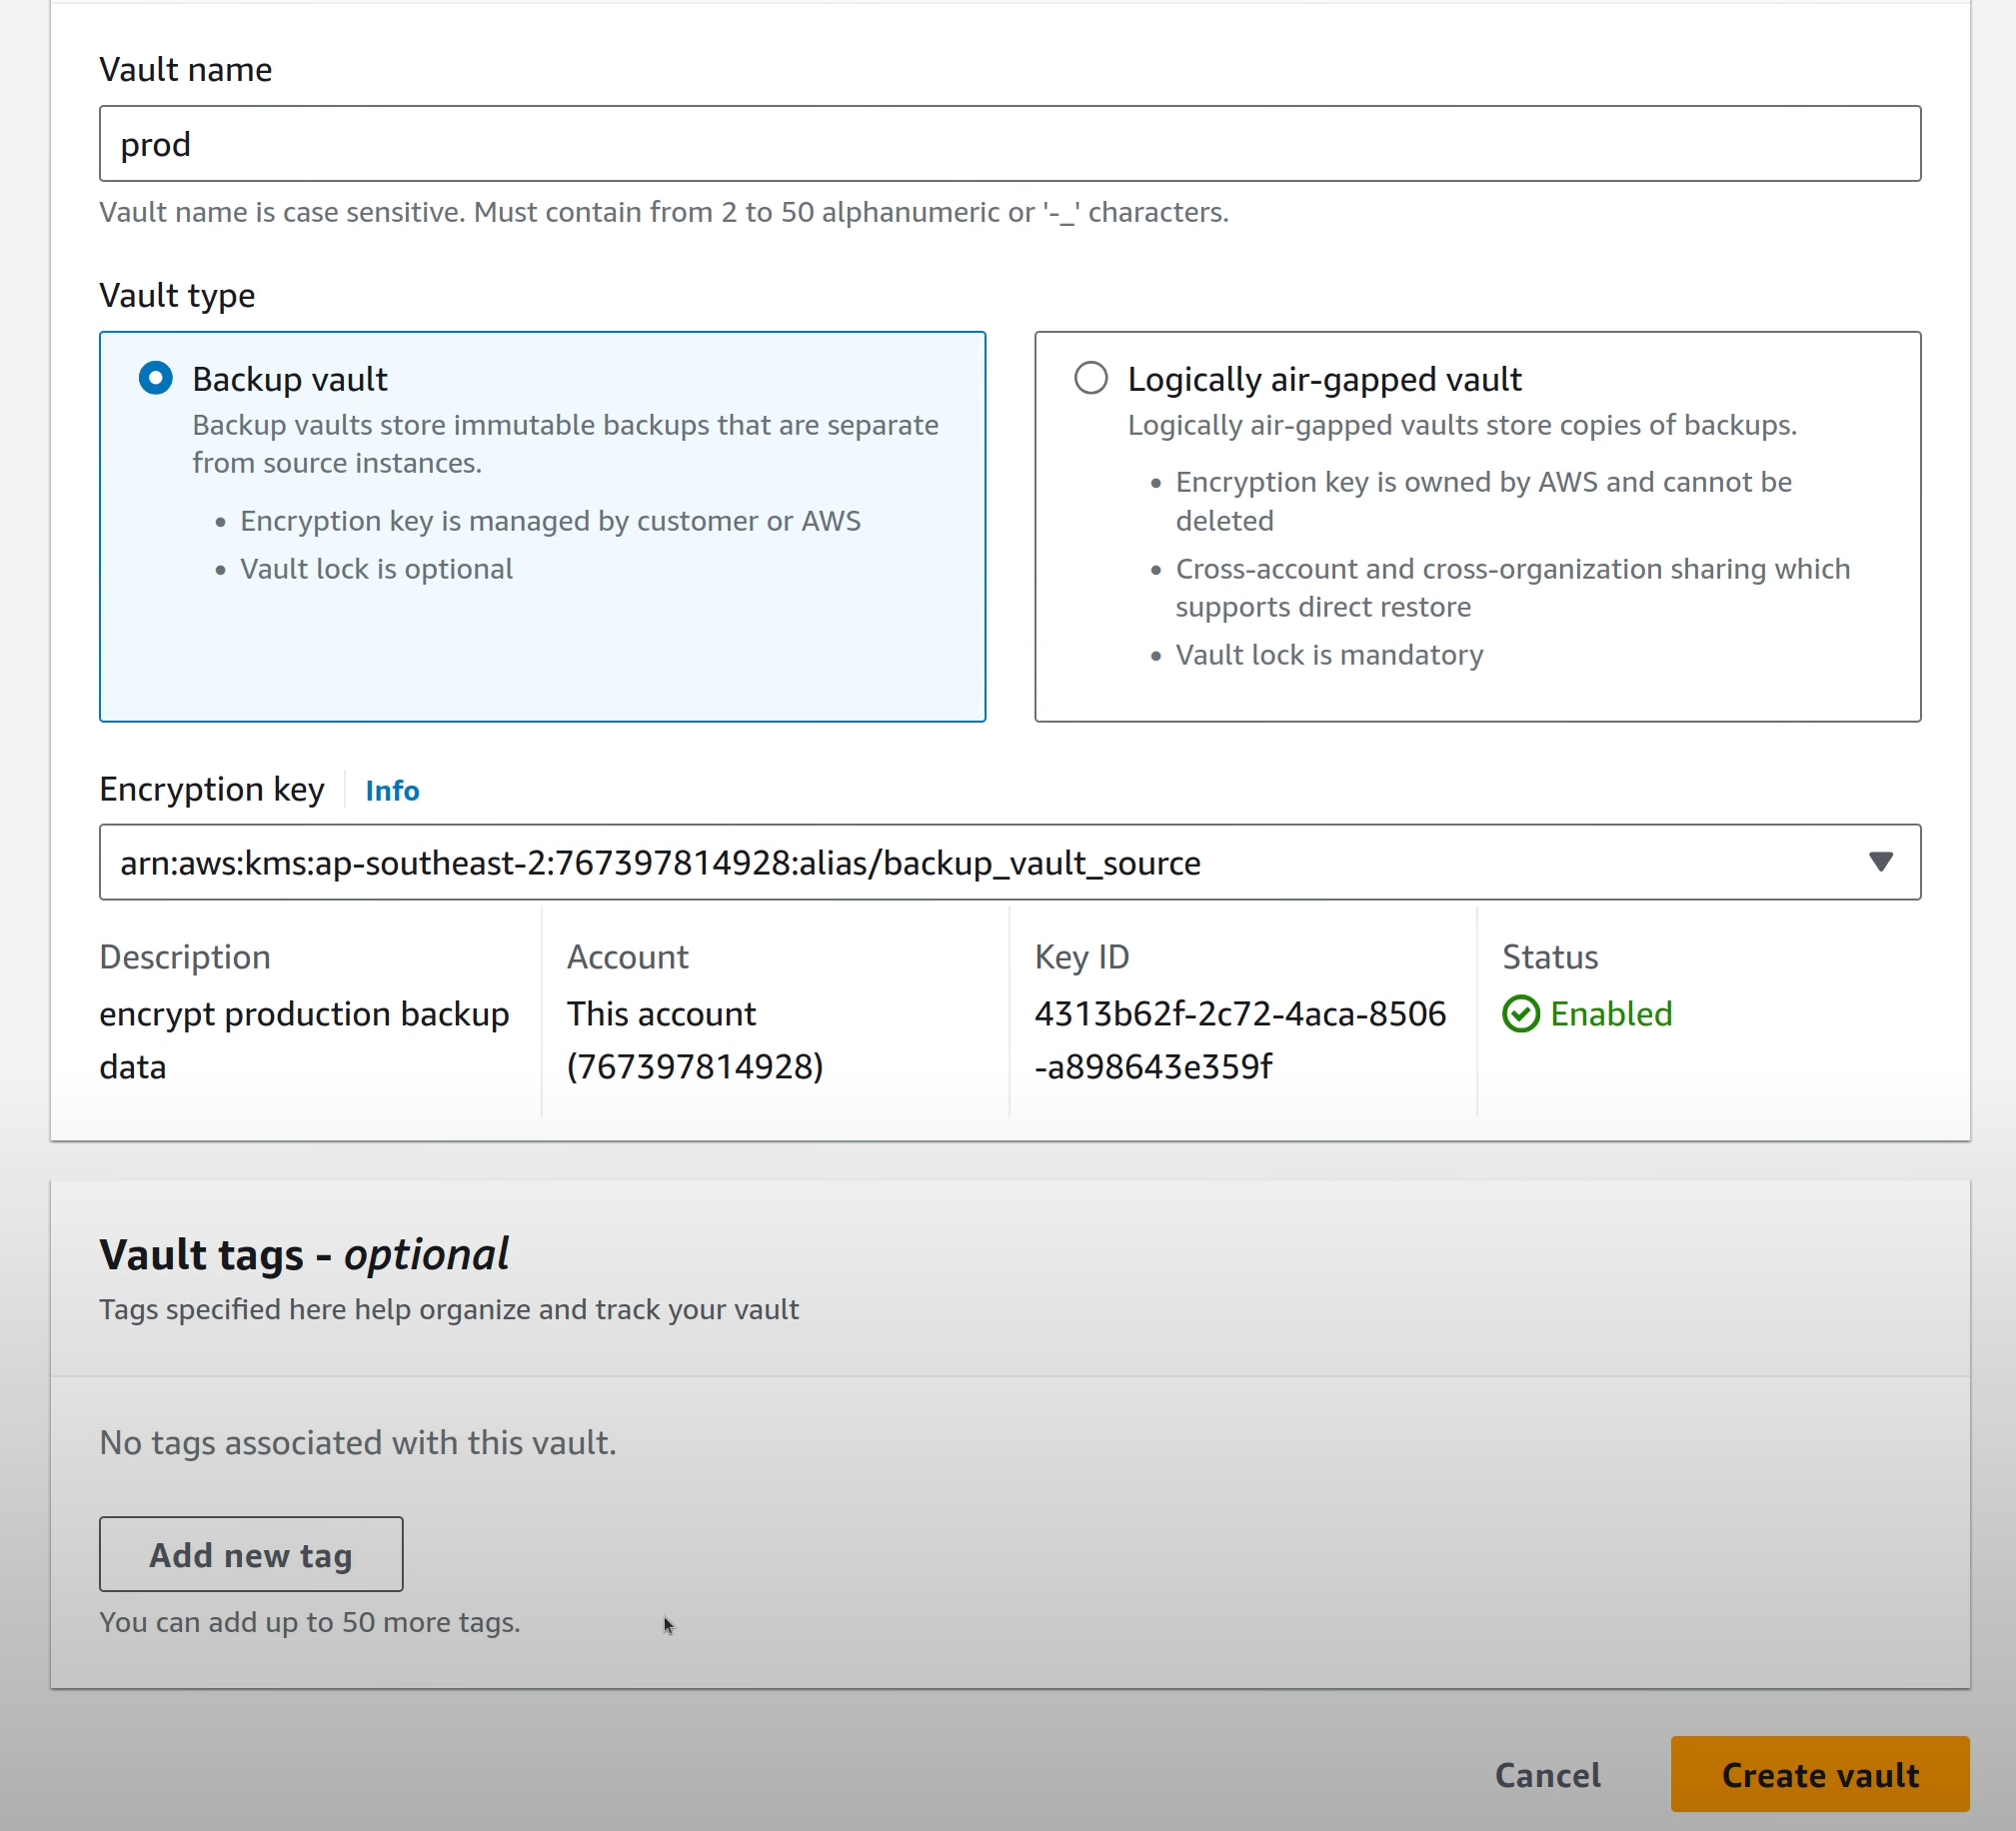 Vault name
prod
Vault name is case sensitive. Must contain from 2 to 50 alphanumeric or '-_' characters.
Vault type
Backup vault
Backup vaults store immutable backups that are separate
from source instances.
• Encryption key is managed by customer or AWS
• Vault lock is optional
Logically air-gapped vault
Logically air-gapped vaults store copies of backups.
• Encryption key is owned by AWS and cannot be
deleted
• Cross-account and cross-organization sharing which
supports direct restore
• Vault lock is mandatory
Encryption key Info
arn:aws:kms:ap-southeast-2:767397814928:alias/backup_vault_source
Description
encrypt production backup
data
Account
This account
(767397814928)
Key ID
4313b62f-2c72-4aca-8506
-a898643e359f
Status
Enabled
Vault tags - optional
Tags specified here help organize and track your vault
No tags associated with this vault.
Add new tag
You can add up to 50 more tags.
Cancel
Create vault